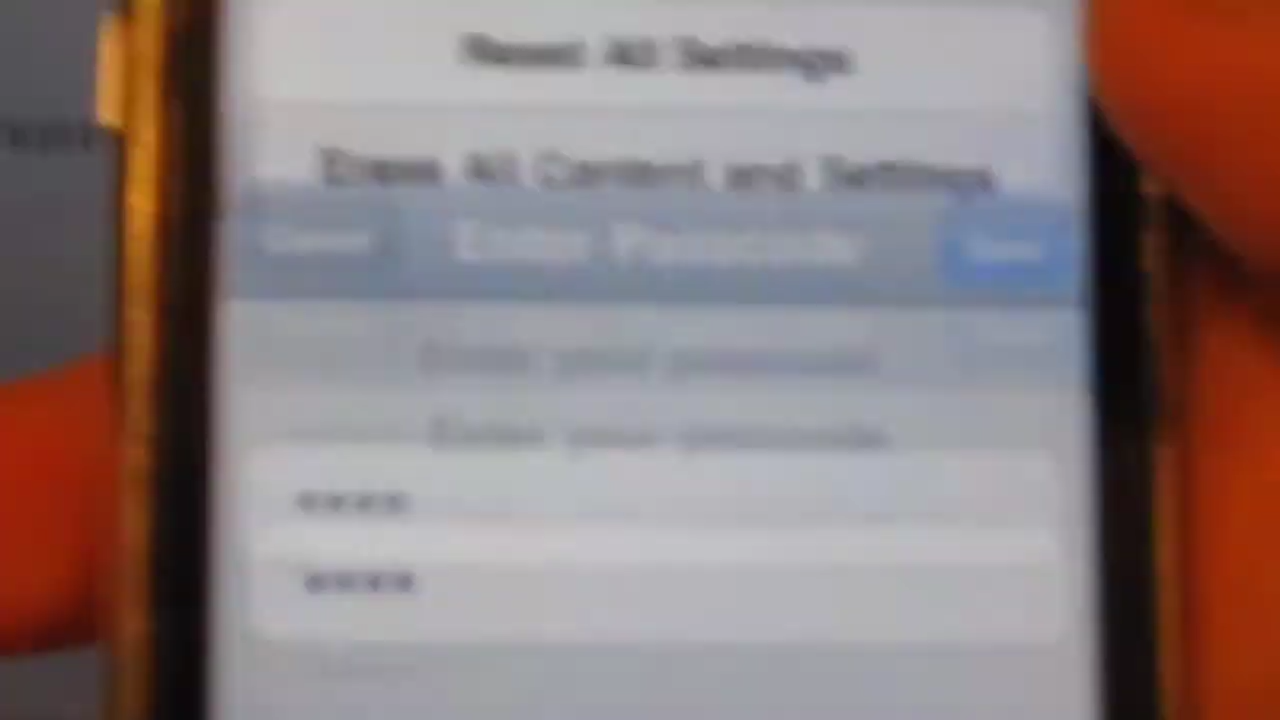 Reset All Settings
Erase All Content and Settings
Cancel Enter Passcode
Enter your passcode
Enter your passcode